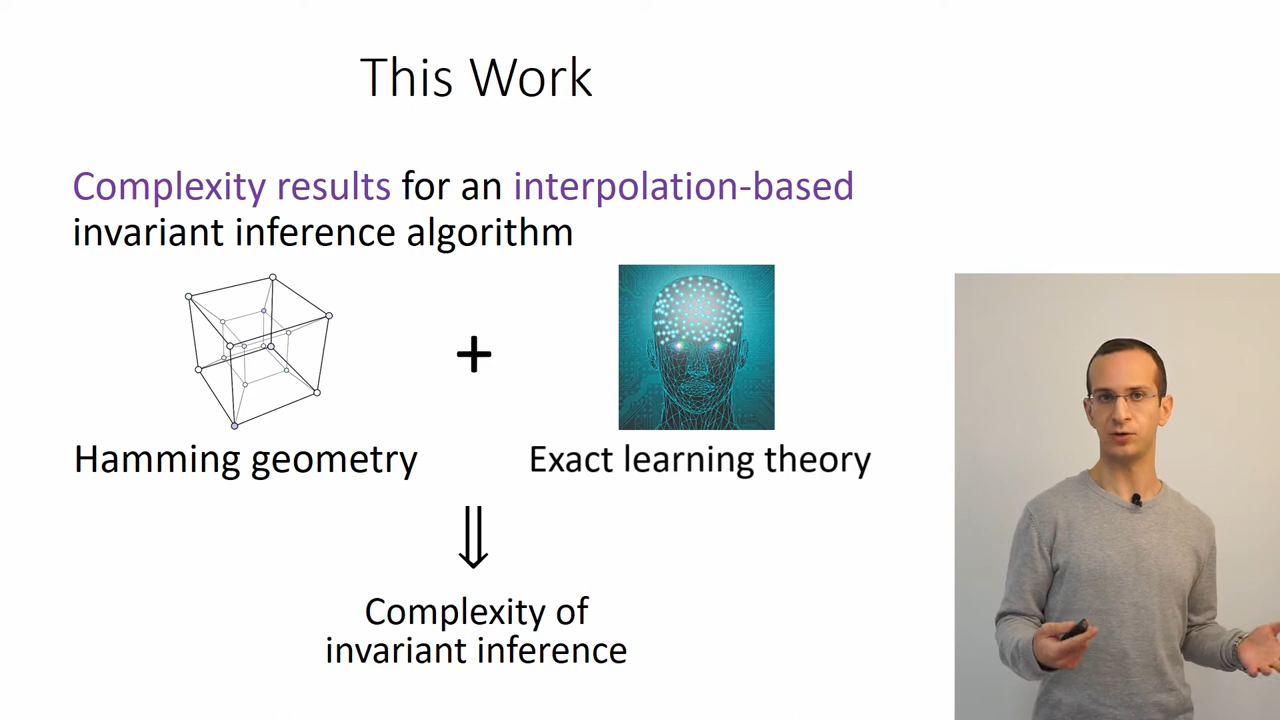 This Work
Complexity results for an interpolation-based
invariant inference algorithm
+
Hamming geometry
Exact learning theory
⇓
Complexity of
invariant inference